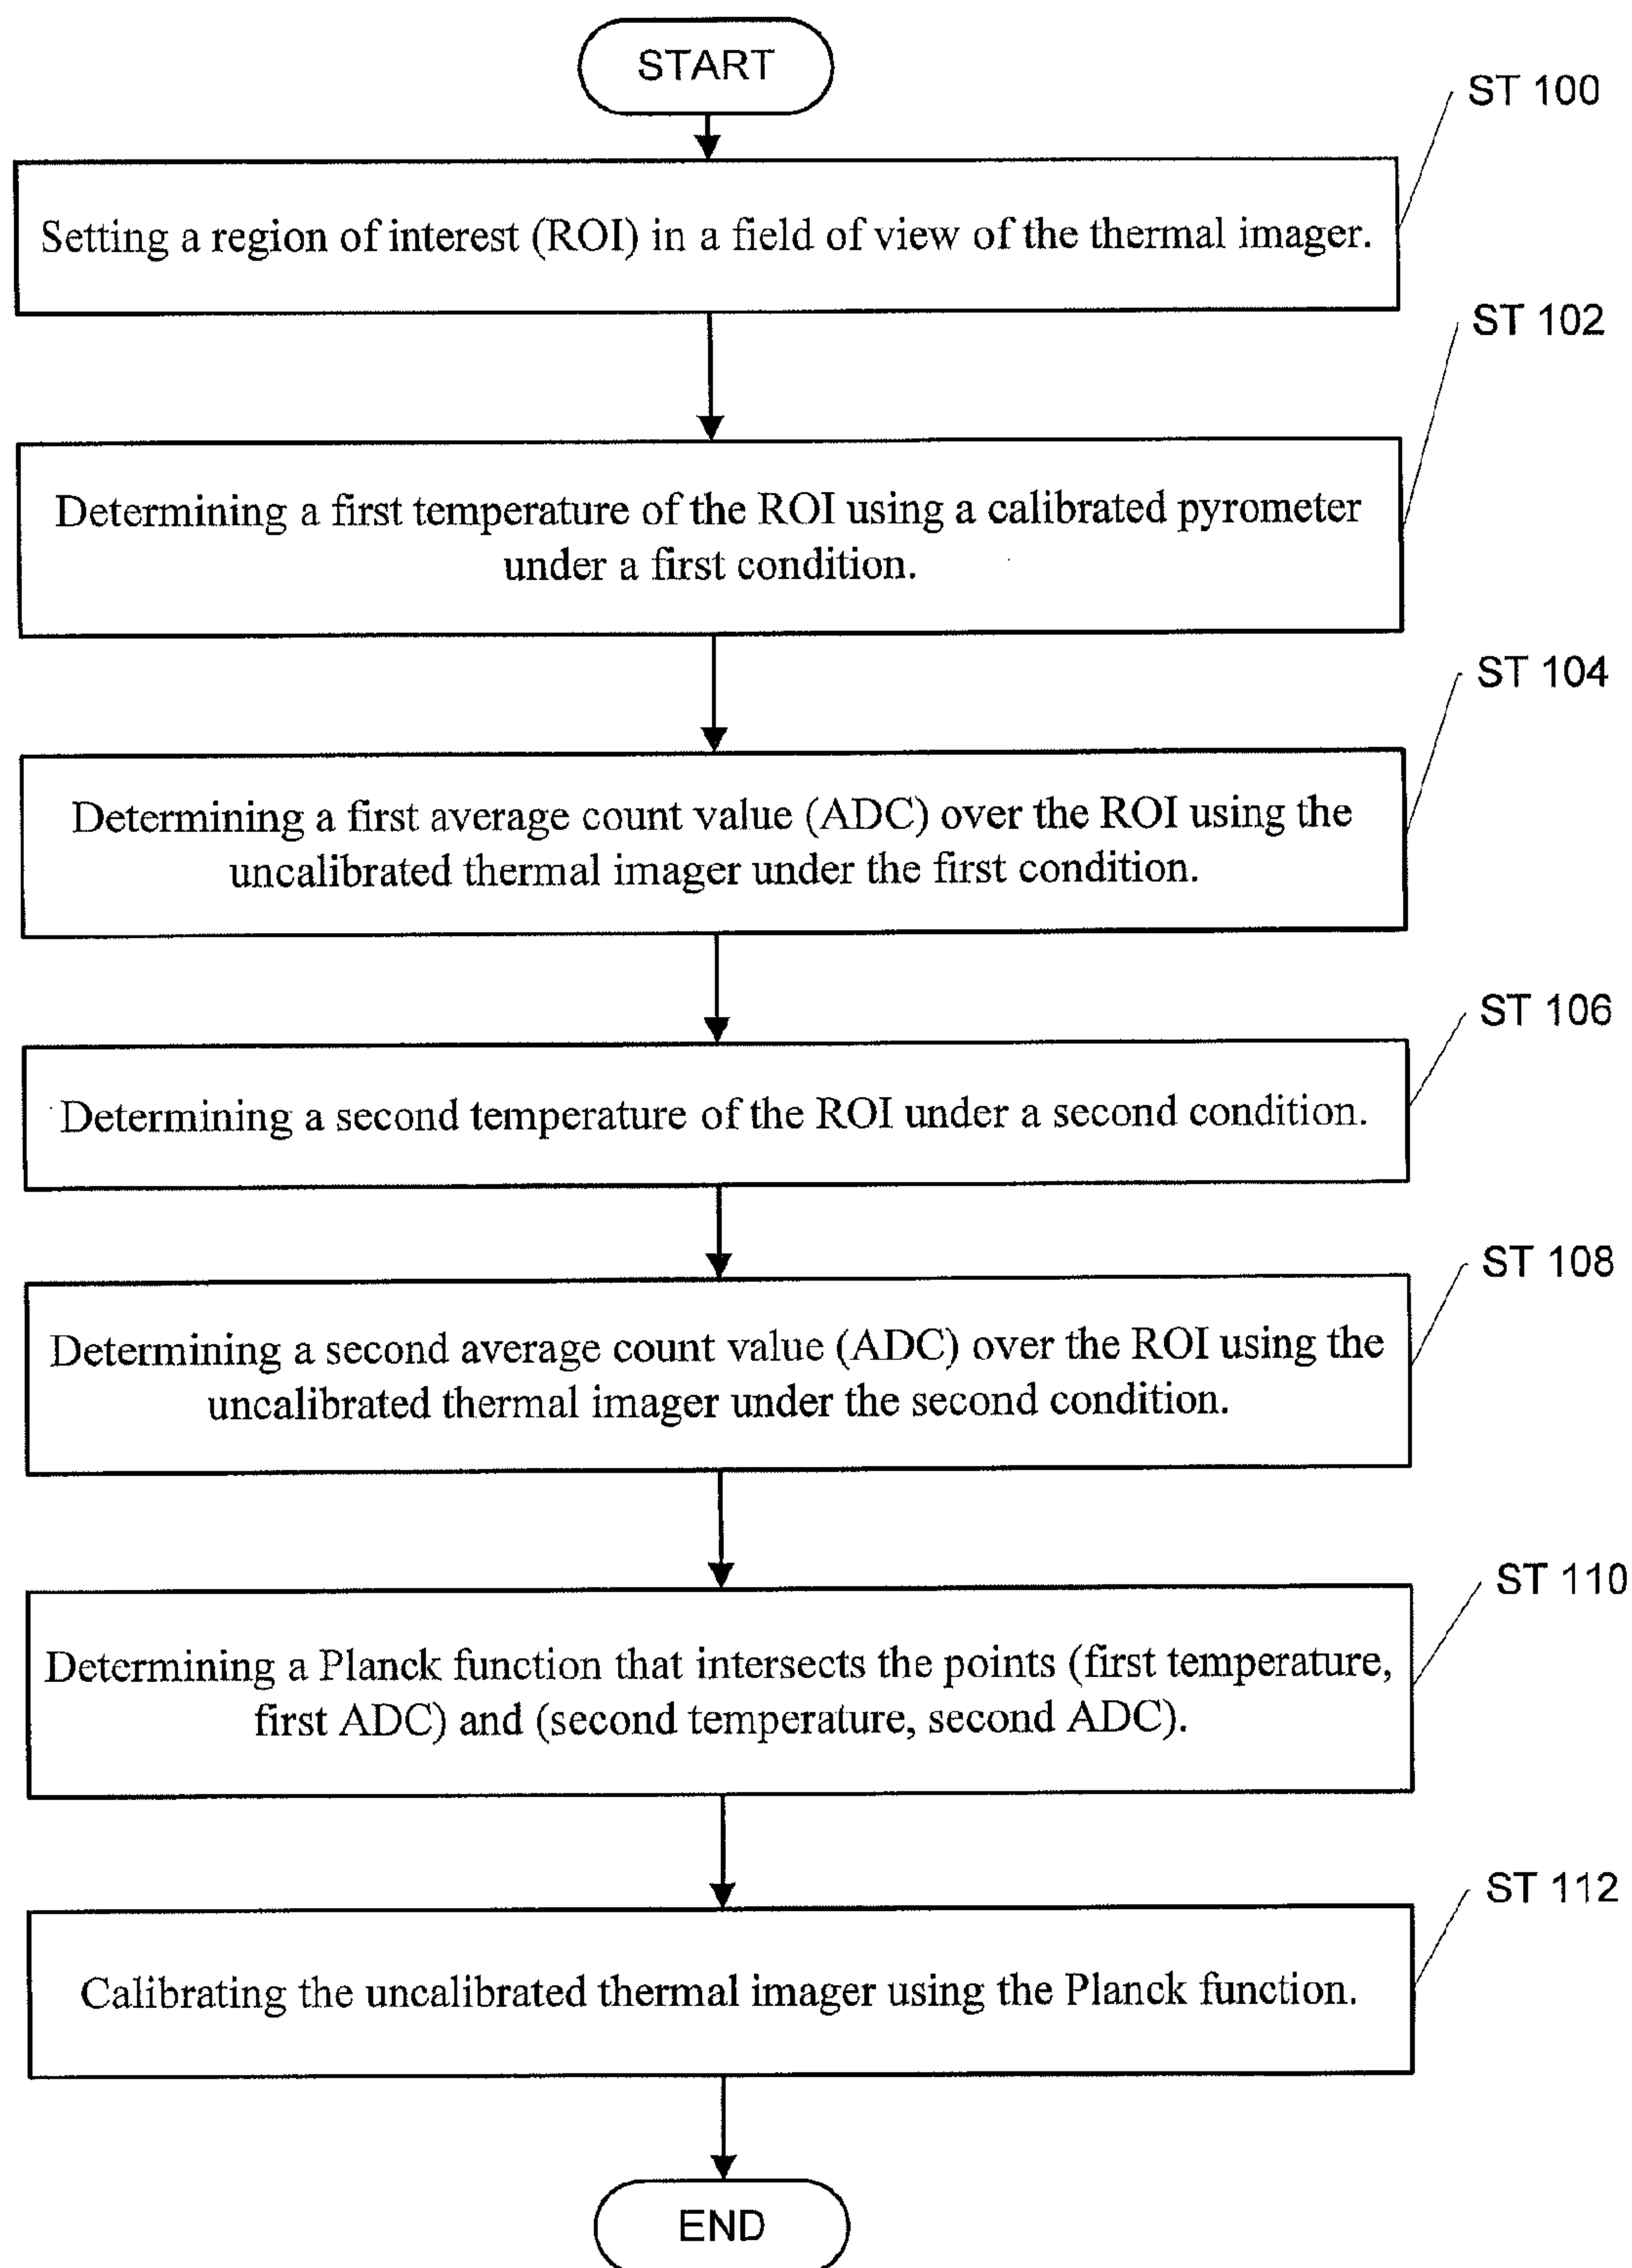 START
ST 100
Setting a region of interest (ROI) in a field of view of the thermal imager.
ST 102
Determining a first temperature of the ROI using a calibrated pyrometer
under a first condition.
ST 104
Determining a first average count value (ADC) over the ROI using the
uncalibrated thermal imager under the first condition.
ST 106
Determining a second temperature of the ROI under a second condition.
ST 108
Determining a second average count value (ADC) over the ROI using the
uncalibrated thermal imager under the second condition.
ST 110
Determining a Planck function that intersects the points (first temperature,
first ADC) and (second temperature, second ADC).
ST 112
Calibrating the uncalibrated thermal imager using the Planck function.
END